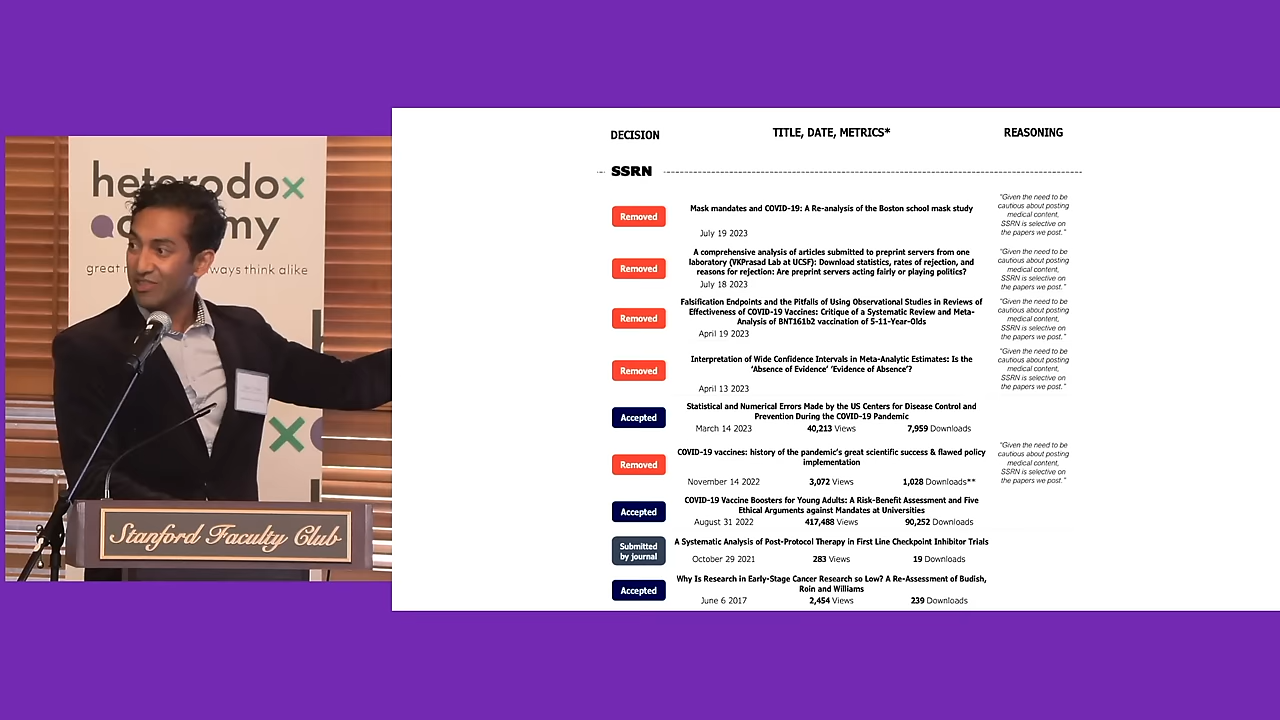 heterodox
academy
great
ways think alike
Stanford Faculty Club
DECISION TITLE, DATE, METRICS* REASONING
SSRN
Removed
Mask mandates and COVID-19: A Re-analysis of the Boston school mask study
July 19 2023
"Given the need to
cautious about posting
medical content,
SSRN is selective on
the papers we post."
Removed
A comprehensive analysis of articles submitted to preprint servers from one
laboratory (VKPrasad Lab at UCSF): Download statistics, rates of rejection, and
reasons for rejection: Are preprint servers acting fairly or playing politics?
July 18 2023
"Given the need to be
cautious about posting
medical content,
SSRN is selective on
the papers we post."
Removed
Falsification Endpoints and the Pitfalls of Using Observational Studies in Reviews of
Effectiveness of COVID-19 Vaccines: Critique of a Systematic Review and Meta-
Analysis of BNT161b2 vaccination of 5-11-Year-Olds
April 19 2023
"Given the need to be
cautious about posting
medical content,
SSRN is selective on
the papers we post."
Removed
Interpretation of Wide Confidence Intervals in Meta-Analytic Estimates: Is the
'Absence of Evidence' 'Evidence of Absence'?
April 13 2023
"Given the need to be
cautious about posting
medical content,
SSRN is selective on
the papers we post."
Accepted
Statistical and Numerical Errors Made by the US Centers for Disease Control and
Prevention During the COVID-19 Pandemic
March 14 2023 40,213 Views 7,959 Downloads
Removed
COVID-19 vaccines: history of the pandemic's great scientific success & flawed policy
implementation
November 14 2022 3,072 Views 1,028 Downloads**
"Given the need to be
cautious about posting
medical content,
SSRN is selective on
the papers we post."
Accepted
COVID-19 Vaccine Boosters for Young Adults: A Risk-Benefit Assessment and Five
Ethical Arguments against Mandates at Universities
August 31 2022 417,488 Views 90,252 Downloads
Submitted
by journal
A Systematic Analysis of Post-Protocol Therapy in First Line Checkpoint Inhibitor Trials
October 29 2021 283 Views 19 Downloads
Accepted
Why Is Research in Early-Stage Cancer Research so Low? A Re-Assessment of Budish,
Roin and Williams
June 6 2017 2,454 Views 239 Downloads